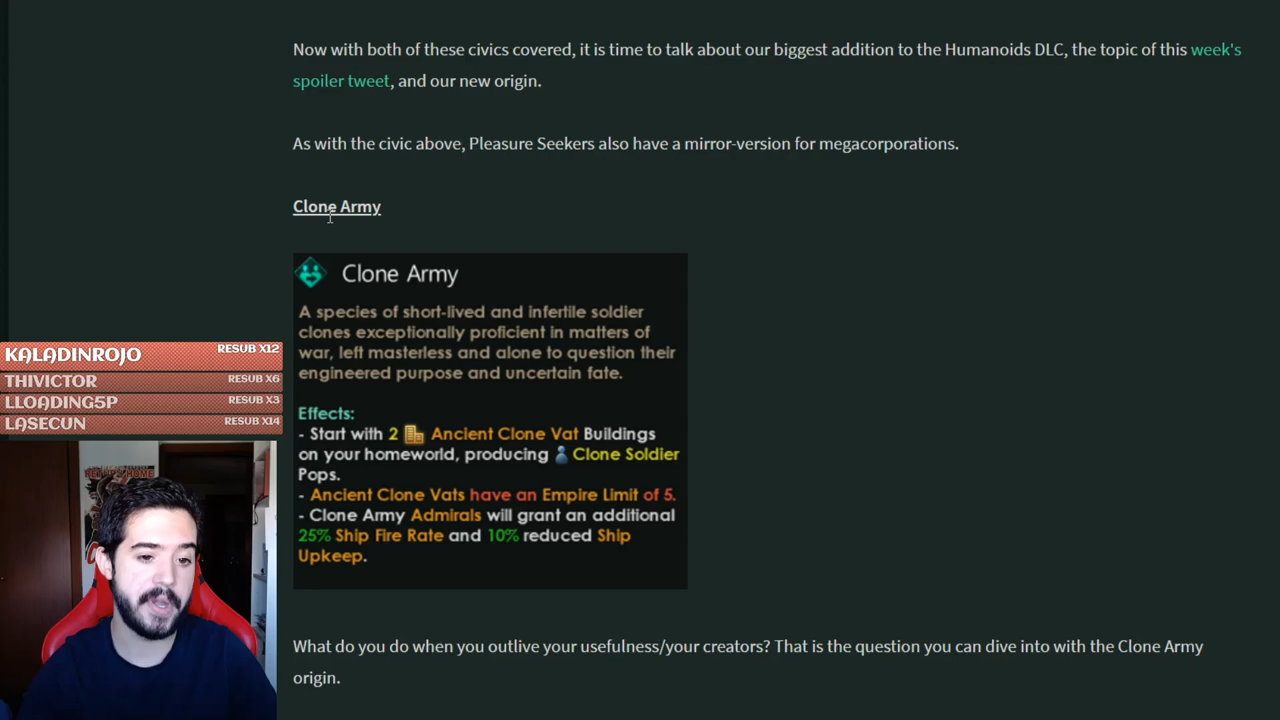 Now with both of these civics covered, it is time to talk about our biggest addition to the Humanoids DLC, the topic of this week's
spoiler tweet, and our new origin.
As with the civic above, Pleasure Seekers also have a mirror-version for megacorporations.
Clone Army
Clone Army
A species of short-lived and infertile soldier
clones exceptionally proficient in matters of
war, left masterless and alone to question their
engineered purpose and uncertain fate.
Effects:
- Start with 2 Ancient Clone Vat Buildings
on your homeworld, producing Clone Soldier
Pops.
- Ancient Clone Vats have an Empire Limit of 5.
- Clone Army Admirals will grant an additional
25% Ship Fire Rate and 10% reduced Ship
Upkeep.
KALADINROJO RESUB X12
THIVICTOR RESUB X6
LLOADING5P RESUB X3
LASECUN RESUB X14
What do you do when you outlive your usefulness/your creators? That is the question you can dive into with the Clone Army
origin.